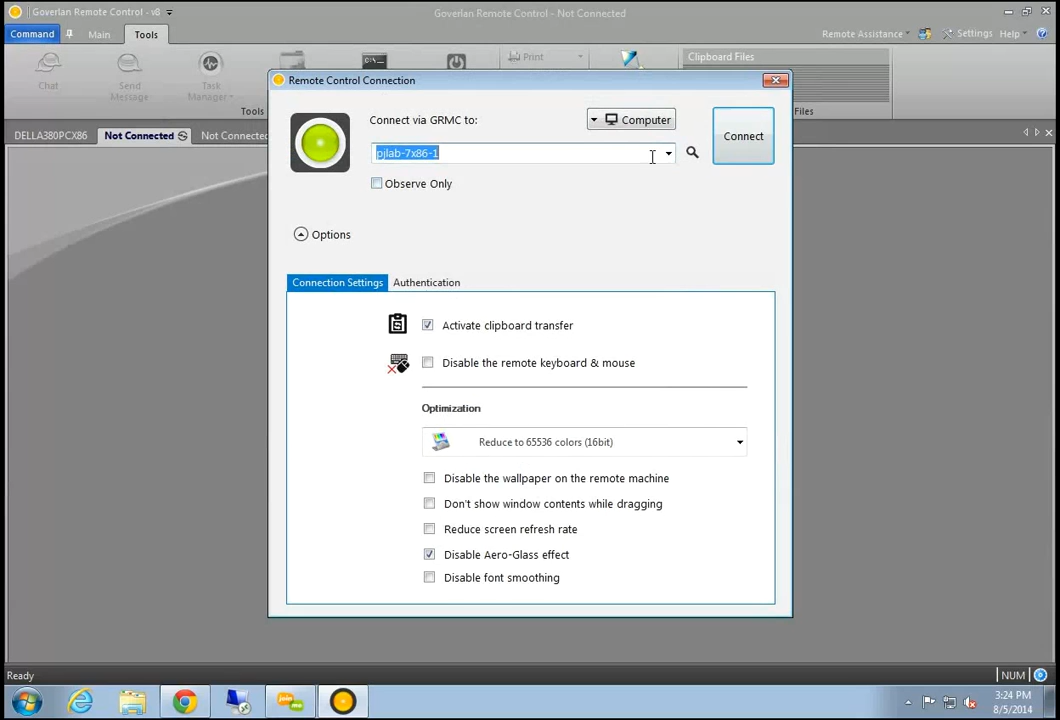 Goverlan Remote Control - v8
Goverlan Remote Control - Not Connected
Command
Main
Tools
Remote Assistance
Settings
Help
Chat
Send
Message
Task
Manager
C:\...
Print
Clipboard Files
Tools
Files
DELLA380PCX86
Not Connected
Not Connected
Remote Control Connection
Connect via GRMC to:
Computer
Connect
pjlab-7x86-1
Observe Only
Options
Connection Settings
Authentication
Activate clipboard transfer
Disable the remote keyboard & mouse
Optimization
Reduce to 65536 colors (16bit)
Disable the wallpaper on the remote machine
Don't show window contents while dragging
Reduce screen refresh rate
Disable Aero-Glass effect
Disable font smoothing
Ready
NUM
3:24 PM
8/5/2014